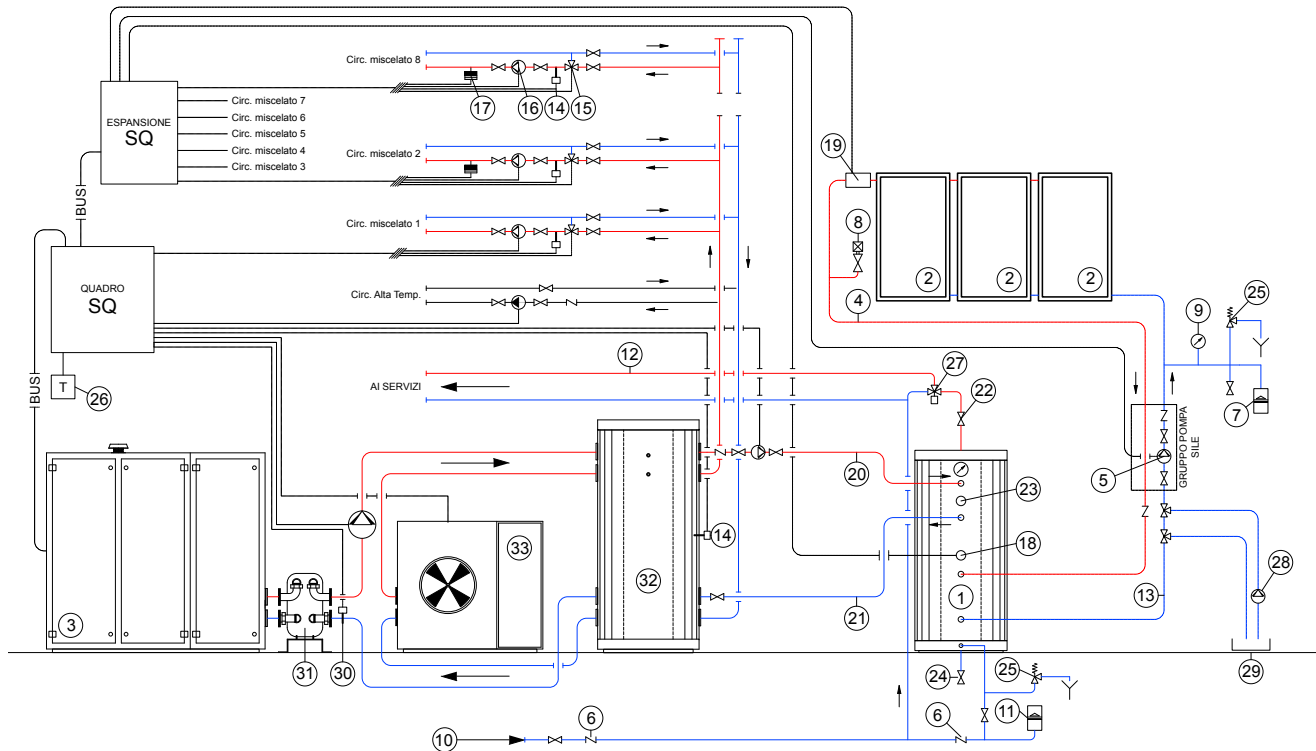 Circ. miscelato 8
17
16
14
15
ESPANSIONE
SQ
Circ. miscelato 7
Circ. miscelato 6
Circ. miscelato 5
Circ. miscelato 4
Circ. miscelato 3
Circ. miscelato 2
19
BUS
Circ. miscelato 1
8
2
2
2
QUADRO
SQ
Circ. Alta Temp.
4
9
25
12
27
T
26
AI SERVIZI
22
7
BUS
GRUPPO POMPA
SILE
5
20
23
33
14
18
32
1
28
3
21
13
31
30
24
25
29
11
10
6
6